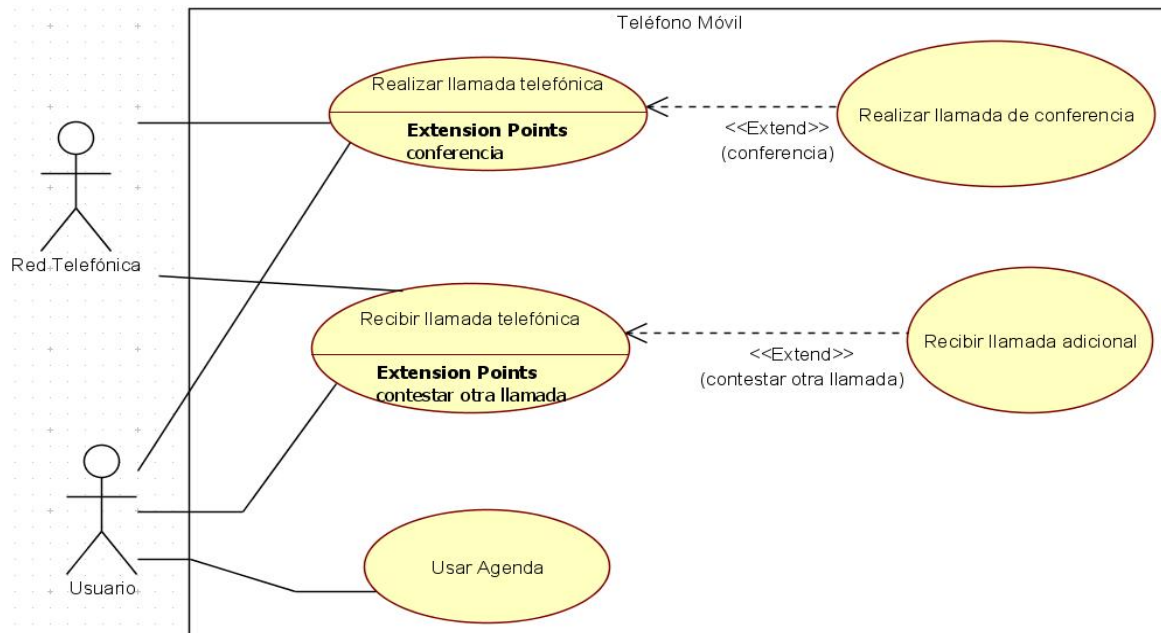 Teléfono Móvil
Realizar llamada telefónica
Extension Points
conferencia
<<Extend>>
(conferencia)
Realizar llamada de conferencia
Red Telefónica
Recibir llamada telefónica
Extension Points
contestar otra llamada
<<Extend>>
(contestar otra llamada)
Recibir llamada adicional
Usuario
Usar Agenda